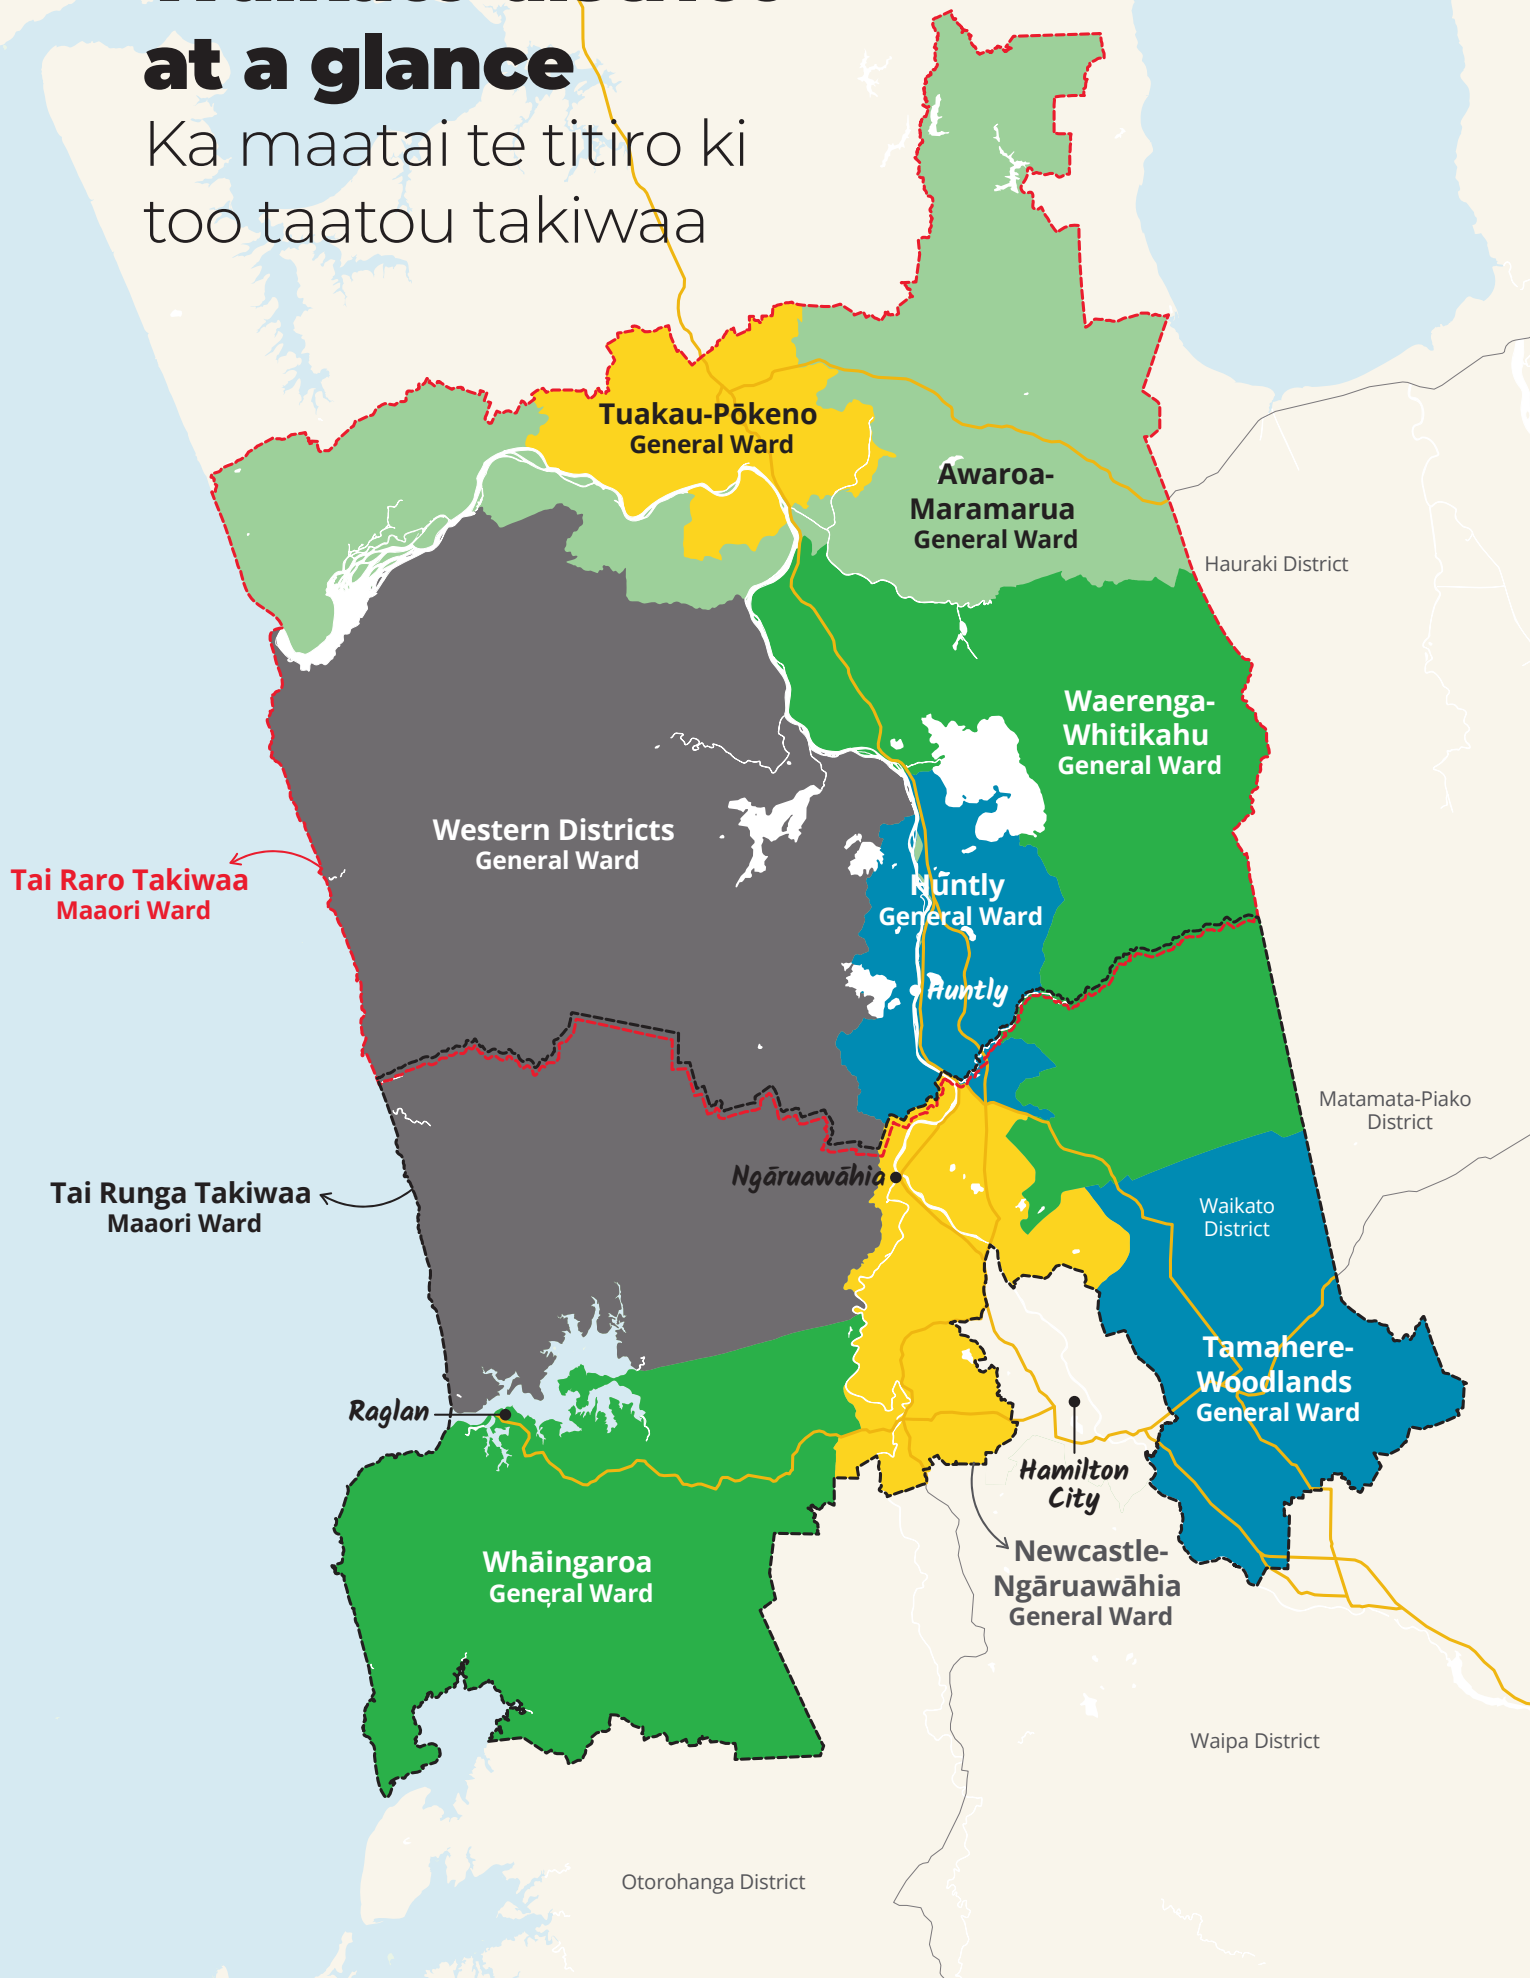 at a glance
Ka maatai te titiro ki
too taatou takiwaa
Tuakau-Pōkeno
General Ward
Awaroa-
Maramarua
General Ward
Hauraki District
Waerenga-
Whitikahu
General Ward
Western Districts
General Ward
Tai Raro Takiwaa
Maaori Ward
Huntly
General Ward
Huntly
Matamata-Piako
District
Ngāruawāhia
Tai Runga Takiwaa
Maaori Ward
Waikato
District
Tamahere-
Woodlands
General Ward
Raglan
Hamilton
City
Newcastle-
Ngāruawāhia
General Ward
Whāingaroa
General Ward
Waipa District
Otorohanga District